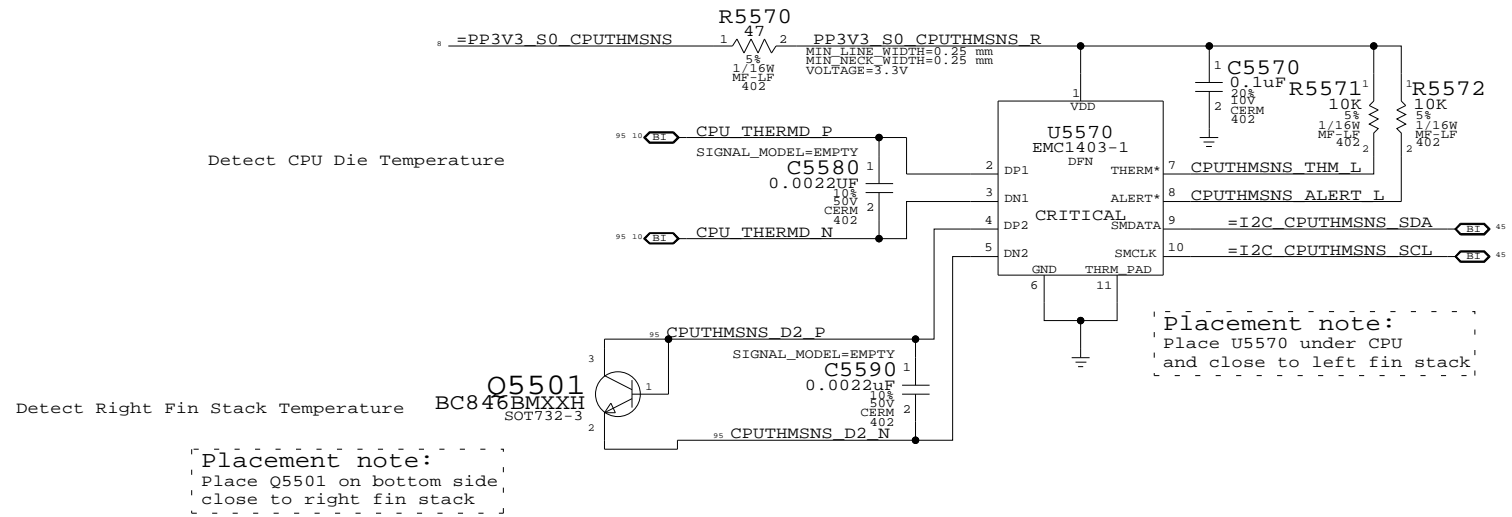 R5570
47
8 =PP3V3_S0_CPUTHMSNS 1 2 PP3V3_S0_CPUTHMSNS_R
MIN_LINE_WIDTH=0.25 mm
MIN_NECK_WIDTH=0.25 mm
VOLTAGE=3.3V
5%
1/16W
MF-LF
402
1 C5570
0.1uF
20%
2 10V
CERM
402
R5571 1
10K
5%
1/16W
MF-LF
402 2
1 R5572
10K
5%
1/16W
MF-LF
2 402
1
VDD
U5570
EMC1403-1
DFN
CRITICAL
95 10 BI CPU_THERMD_P
SIGNAL_MODEL=EMPTY
Detect CPU Die Temperature
C5580 1
0.0022UF
10%
50V 2
CERM
402
95 10 BI CPU_THERMD_N
2 DP1 THERM* 7 CPUTHMSNS_THM_L
3 DN1 ALERT* 8 CPUTHMSNS_ALERT_L
4 DP2 SMDATA 9 =I2C_CPUTHMSNS_SDA BI 45
5 DN2 SMCLK 10 =I2C_CPUTHMSNS_SCL BI 45
GND THRM_PAD
6 11
Placement note:
Place U5570 under CPU
and close to left fin stack
95 CPUTHMSNS_D2_P
SIGNAL_MODEL=EMPTY
C5590 1
0.0022uF
10%
50V 2
CERM
402
3
Q5501 1
BC846BMXXH
SOT732-3
2
Detect Right Fin Stack Temperature
95 CPUTHMSNS_D2_N
Placement note:
Place Q5501 on bottom side
close to right fin stack